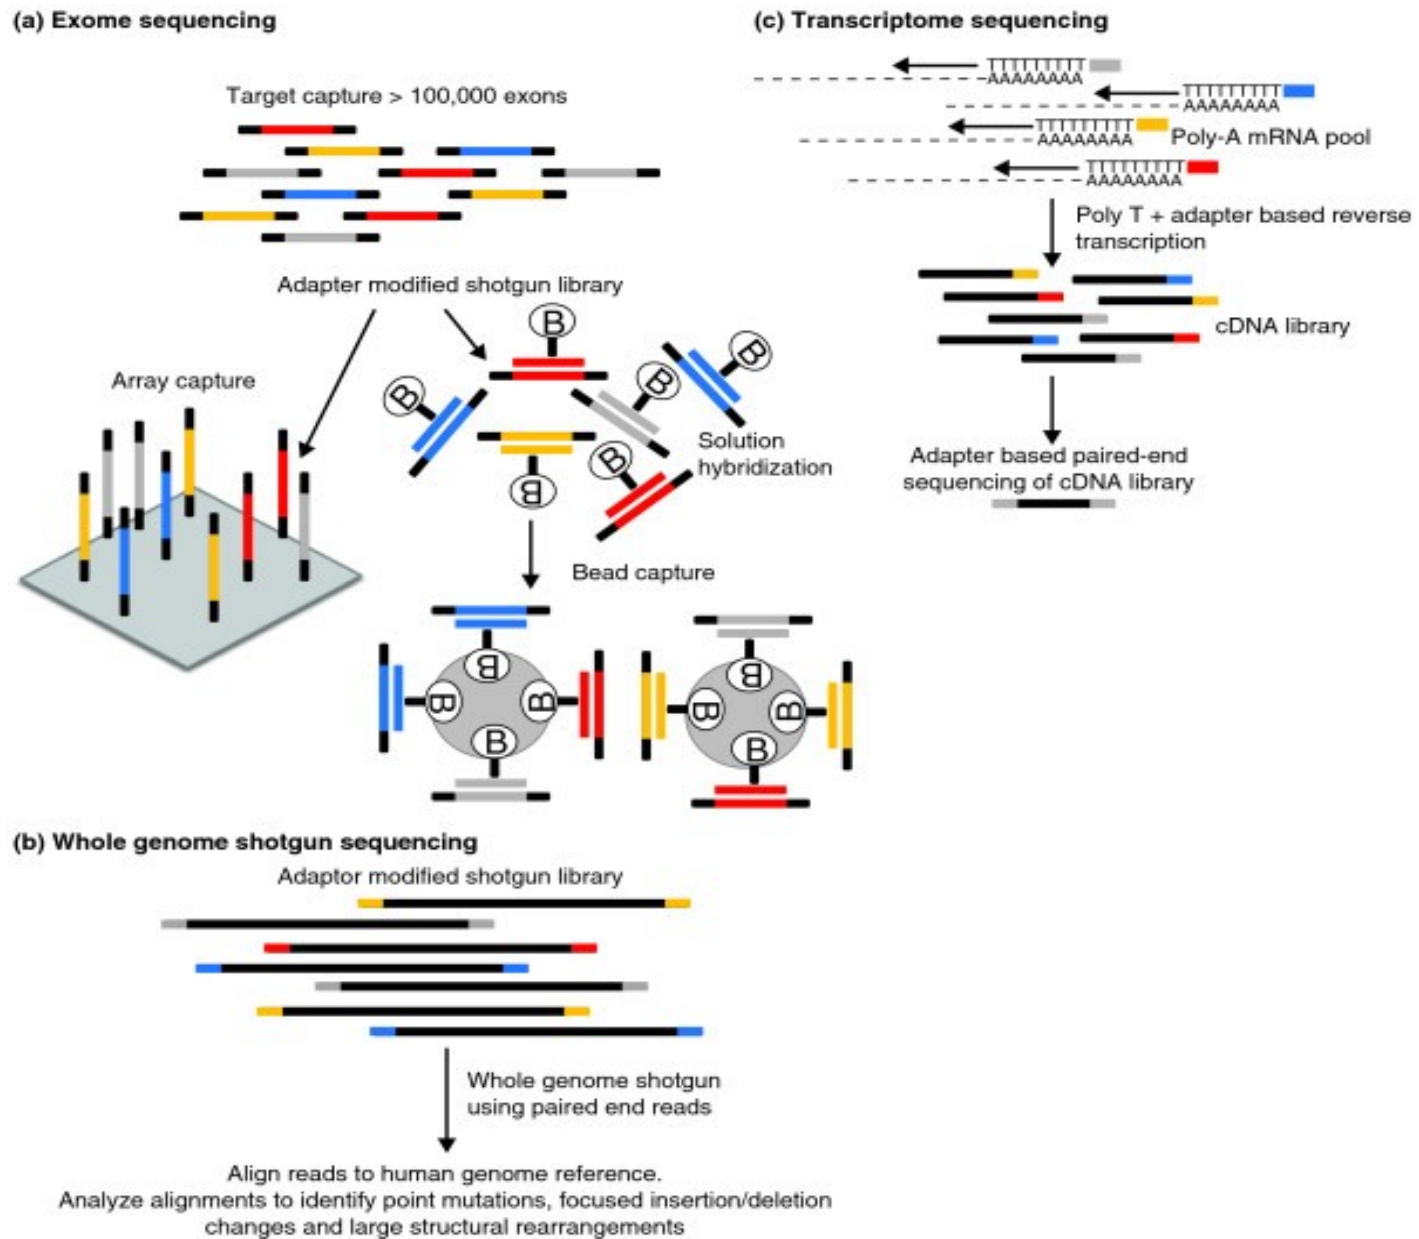 (a) Exome sequencing
Target capture > 100,000 exons
Adapter modified shotgun library
Array capture
B
B
B
B
Solution
hybridization
B
B
Bead capture
B
B
B
B
B
B
B
B
(b) Whole genome shotgun sequencing
Adaptor modified shotgun library
Whole genome shotgun
using paired end reads
Align reads to human genome reference.
Analyze alignments to identify point mutations, focused insertion/deletion
changes and large structural rearrangements
(c) Transcriptome sequencing
TTTTTTTTT
AAAAAAAA
TTTTTTTTT
AAAAAAAA
TTTTTTTTT
AAAAAAAA
Poly-A mRNA pool
TTTTTTTTT
AAAAAAAA
Poly T + adapter based reverse
transcription
cDNA library
Adapter based paired-end
sequencing of cDNA library